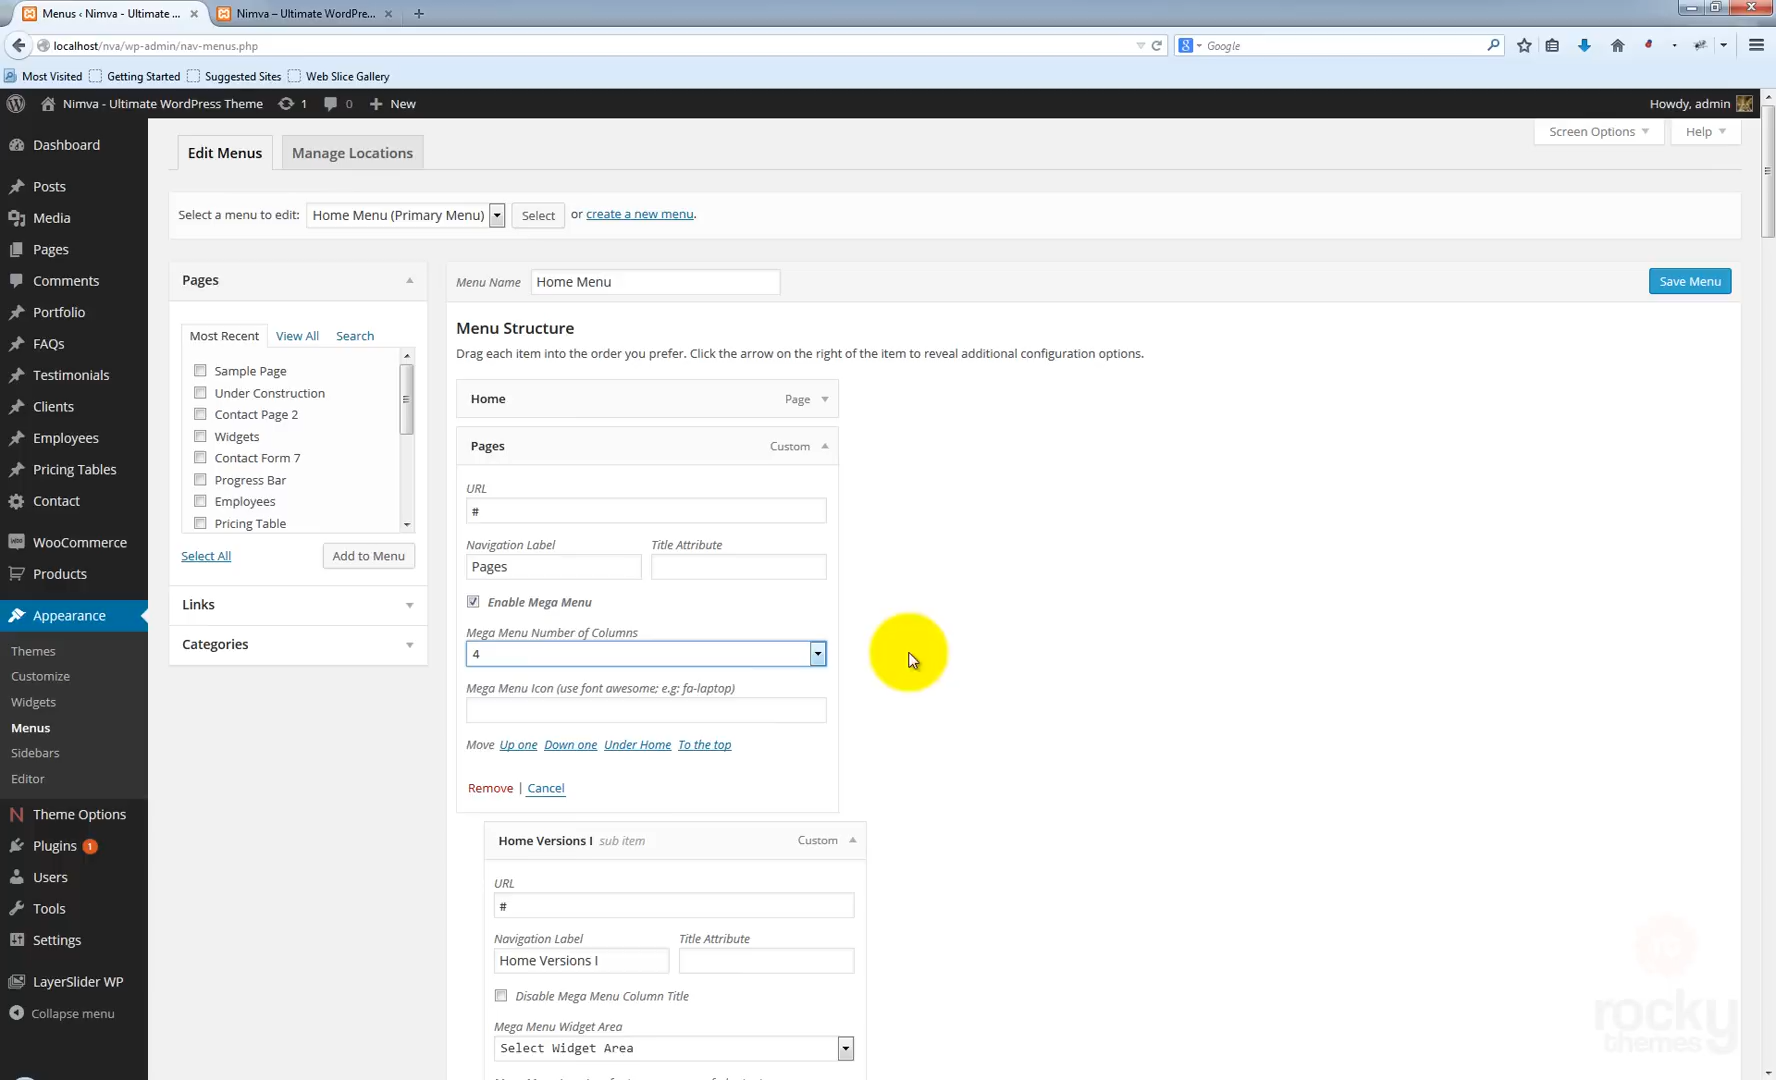 Menus ‹ Nimva - Ultimate ...
Nimva – Ultimate WordPre...
localhost/nva/wp-admin/nav-menus.php
Google
Most Visited
Getting Started
Suggested Sites
Web Slice Gallery
Nimva - Ultimate WordPress Theme
1
0
New
Howdy, admin
Screen Options
Help
Dashboard
Posts
Media
Pages
Comments
Portfolio
FAQs
Testimonials
Clients
Employees
Pricing Tables
Contact
WooCommerce
Products
Appearance
Themes
Customize
Widgets
Menus
Sidebars
Editor
Theme Options
Plugins 1
Users
Tools
Settings
LayerSlider WP
Collapse menu
Edit Menus
Manage Locations
Select a menu to edit:
Home Menu (Primary Menu)
Select
or create a new menu.
Pages
Most Recent
View All
Search
Sample Page
Under Construction
Contact Page 2
Widgets
Contact Form 7
Progress Bar
Employees
Pricing Table
Select All
Add to Menu
Links
Categories
Menu Name
Home Menu
Save Menu
Menu Structure
Drag each item into the order you prefer. Click the arrow on the right of the item to reveal additional configuration options.
Home
Page
Pages
Custom
URL
#
Navigation Label
Title Attribute
Pages
Enable Mega Menu
Mega Menu Number of Columns
4
Mega Menu Icon (use font awesome; e.g: fa-laptop)
Move Up one Down one Under Home To the top
Remove | Cancel
Home Versions I sub item
Custom
URL
#
Navigation Label
Title Attribute
Home Versions I
Disable Mega Menu Column Title
Mega Menu Widget Area
Select Widget Area
rocky
themes